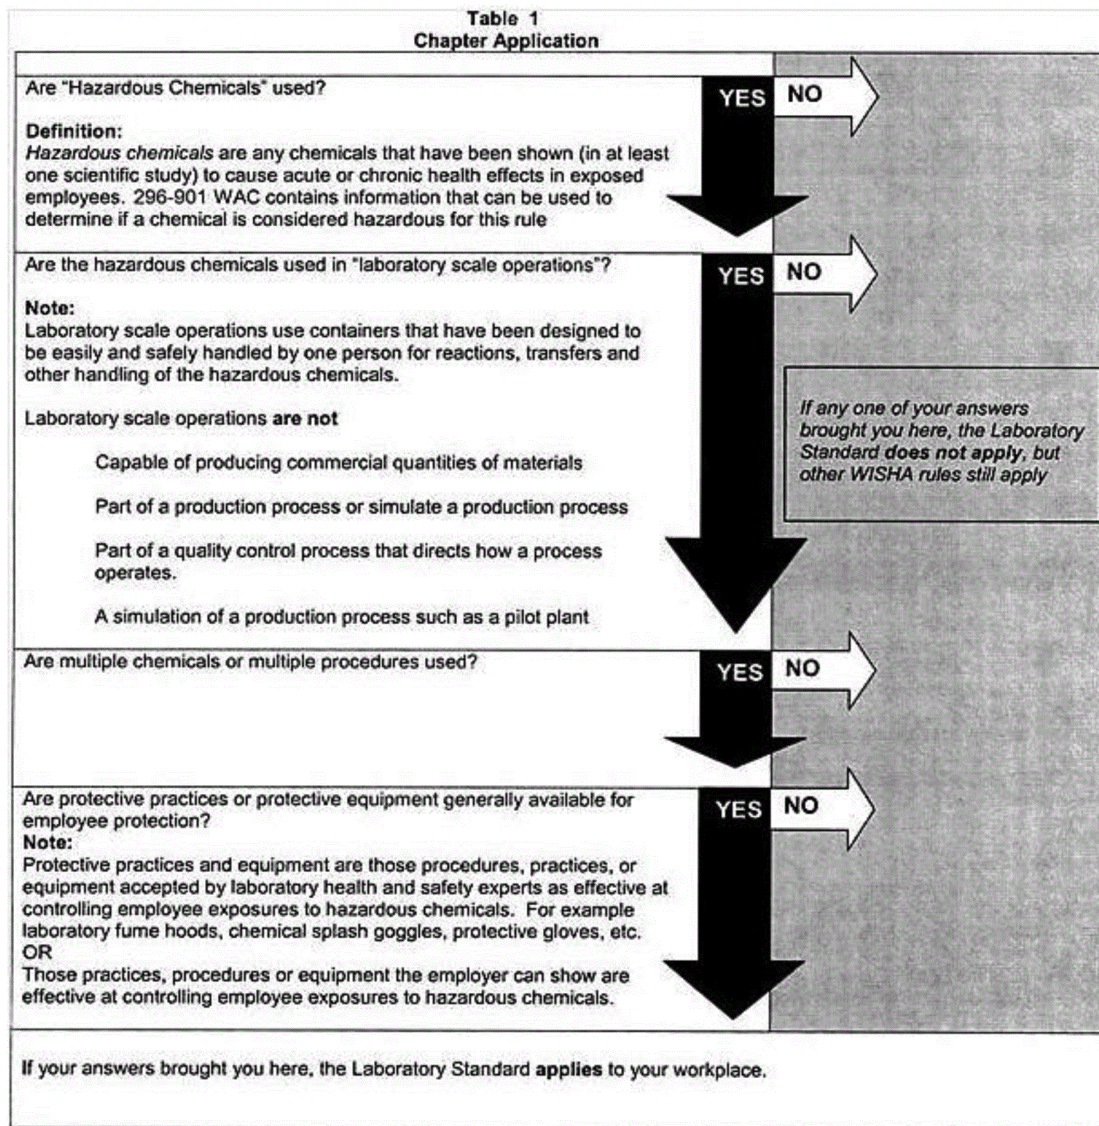 Table 1
Chapter Application
Are "Hazardous Chemicals" used?
YES
NO
Definition:
Hazardous chemicals are any chemicals that have been shown (in at least
one scientific study) to cause acute or chronic health effects in exposed
employees. 296-901 WAC contains information that can be used to
determine if a chemical is considered hazardous for this rule
Are the hazardous chemicals used in "laboratory scale operations"?
YES
NO
Note:
Laboratory scale operations use containers that have been designed to
be easily and safely handled by one person for reactions, transfers and
other handling of the hazardous chemicals.
Laboratory scale operations are not
Capable of producing commercial quantities of materials
Part of a production process or simulate a production process
Part of a quality control process that directs how a process
operates.
A simulation of a production process such as a pilot plant
If any one of your answers
brought you here, the Laboratory
Standard does not apply, but
other WISHA rules still apply
Are multiple chemicals or multiple procedures used?
YES
NO
Are protective practices or protective equipment generally available for
employee protection?
YES
NO
Note:
Protective practices and equipment are those procedures, practices, or
equipment accepted by laboratory health and safety experts as effective at
controlling employee exposures to hazardous chemicals. For example
laboratory fume hoods, chemical splash goggles, protective gloves, etc.
OR
Those practices, procedures or equipment the employer can show are
effective at controlling employee exposures to hazardous chemicals.
If your answers brought you here, the Laboratory Standard applies to your workplace.